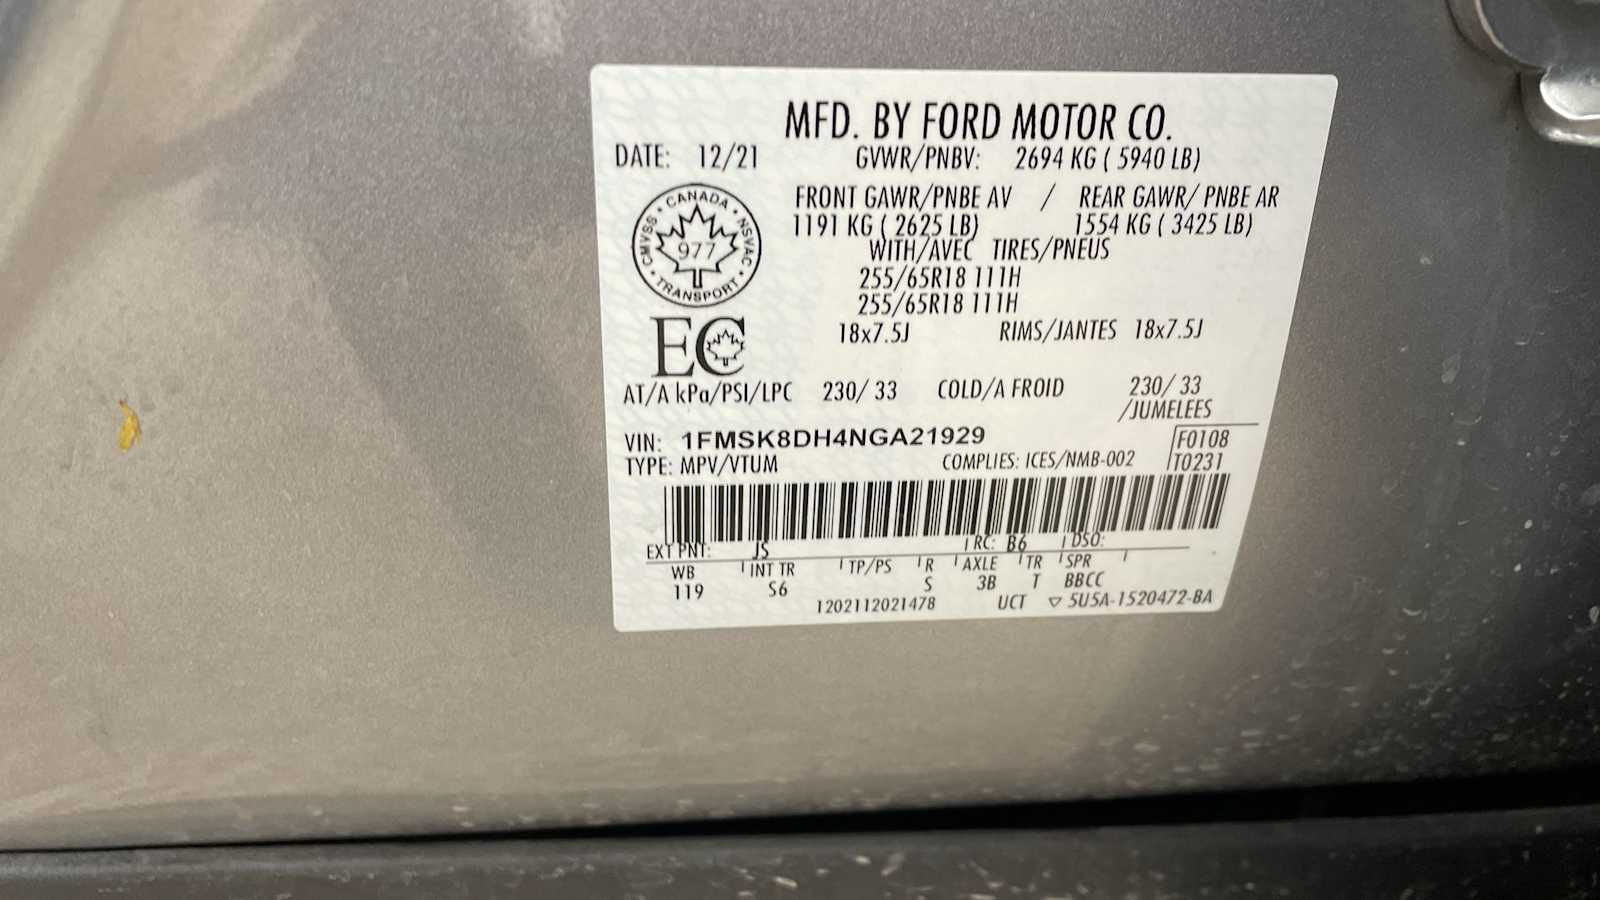 MFD. BY FORD MOTOR CO.
DATE: 12/21 GVWR/PNBV: 2694 KG ( 5940 LB)
FRONT GAWR/PNBE AV / REAR GAWR/ PNBE AR
1191 KG ( 2625 LB) 1554 KG ( 3425 LB)
WITH/AVEC TIRES/PNEUS
255/65R18 111H
255/65R18 111H
18x7.5J RIMS/JANTES 18x7.5J
CANADA • NSVAC • TRANSPORT • CMVSS •
977
EC
AT/A kPa/PSI/LPC 230/ 33 COLD/A FROID 230/ 33
/JUMELEES
VIN: 1FMSK8DH4NGA21929 F0108
TYPE: MPV/VTUM COMPLIES: ICES/NMB-002 T0231
EXT PNT: JS RC: B6 DSO:
WB INT TR TP/PS R AXLE TR SPR
119 S6 S 3B T BBCC
1202112021478 UCT ▽ 5U5A-1520472-BA